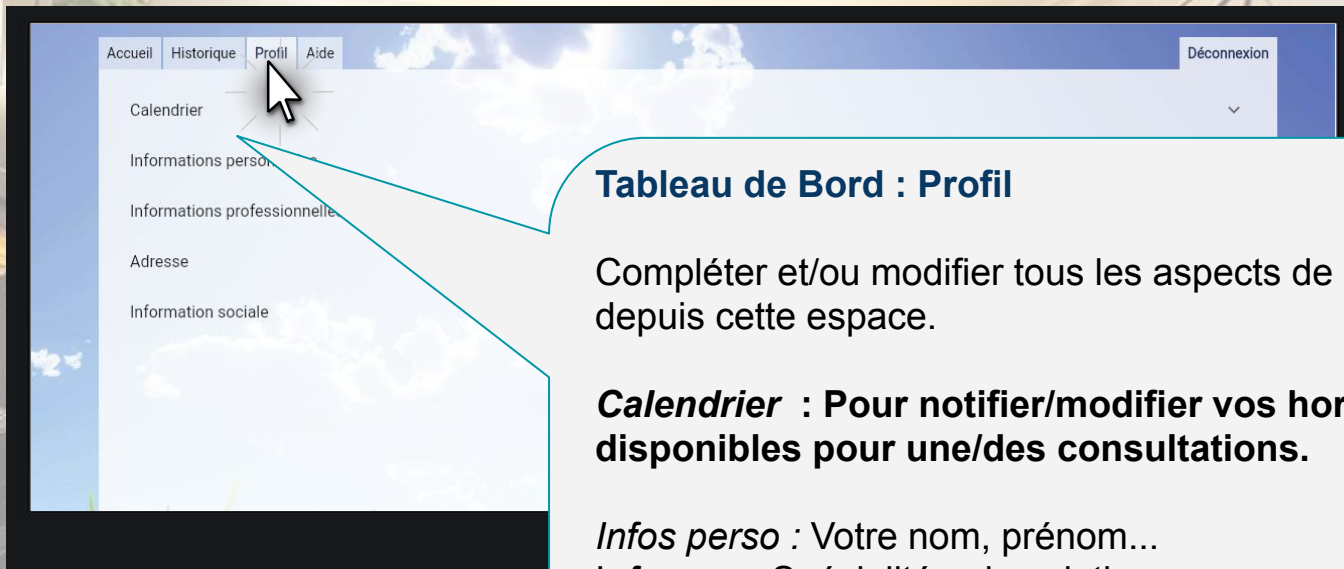 Accueil Historique Profil Aide Déconnexion
Calendrier
Informations
Informations professionnelles
Adresse
Information sociale
Tableau de Bord : Profil
Compléter et/ou modifier tous les aspects de
depuis cette espace.
Calendrier : Pour notifier/modifier vos hor
disponibles pour une/des consultations.
Infos perso : Votre nom, prénom...